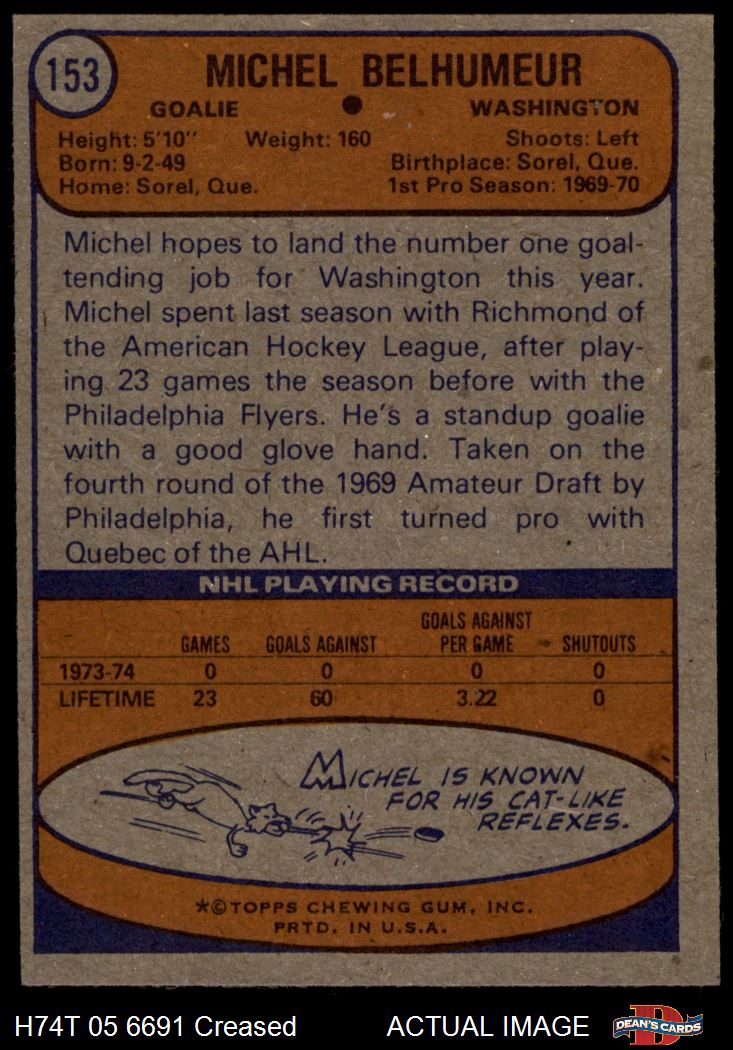 153
MICHEL BELHUMEUR
GOALIE • WASHINGTON
Height: 5'10" Weight: 160 Shoots: Left
Born: 9-2-49 Birthplace: Sorel, Que.
Home: Sorel, Que. 1st Pro Season: 1969-70
Michel hopes to land the number one goal-
tending job for Washington this year.
Michel spent last season with Richmond of
the American Hockey League, after play-
ing 23 games the season before with the
Philadelphia Flyers. He's a standup goalie
with a good glove hand. Taken on the
fourth round of the 1969 Amateur Draft by
Philadelphia, he first turned pro with
Quebec of the AHL.
NHL PLAYING RECORD
GAMES GOALS AGAINST GOALS AGAINST PER GAME SHUTOUTS
1973-74 0 0 0 0
LIFETIME 23 60 3.22 0
MICHEL IS KNOWN
FOR HIS CAT-LIKE
REFLEXES.
*©TOPPS CHEWING GUM, INC.
PRTD. IN U.S.A.
H74T 05 6691 Creased ACTUAL IMAGE
D
DEAN'S CARDS